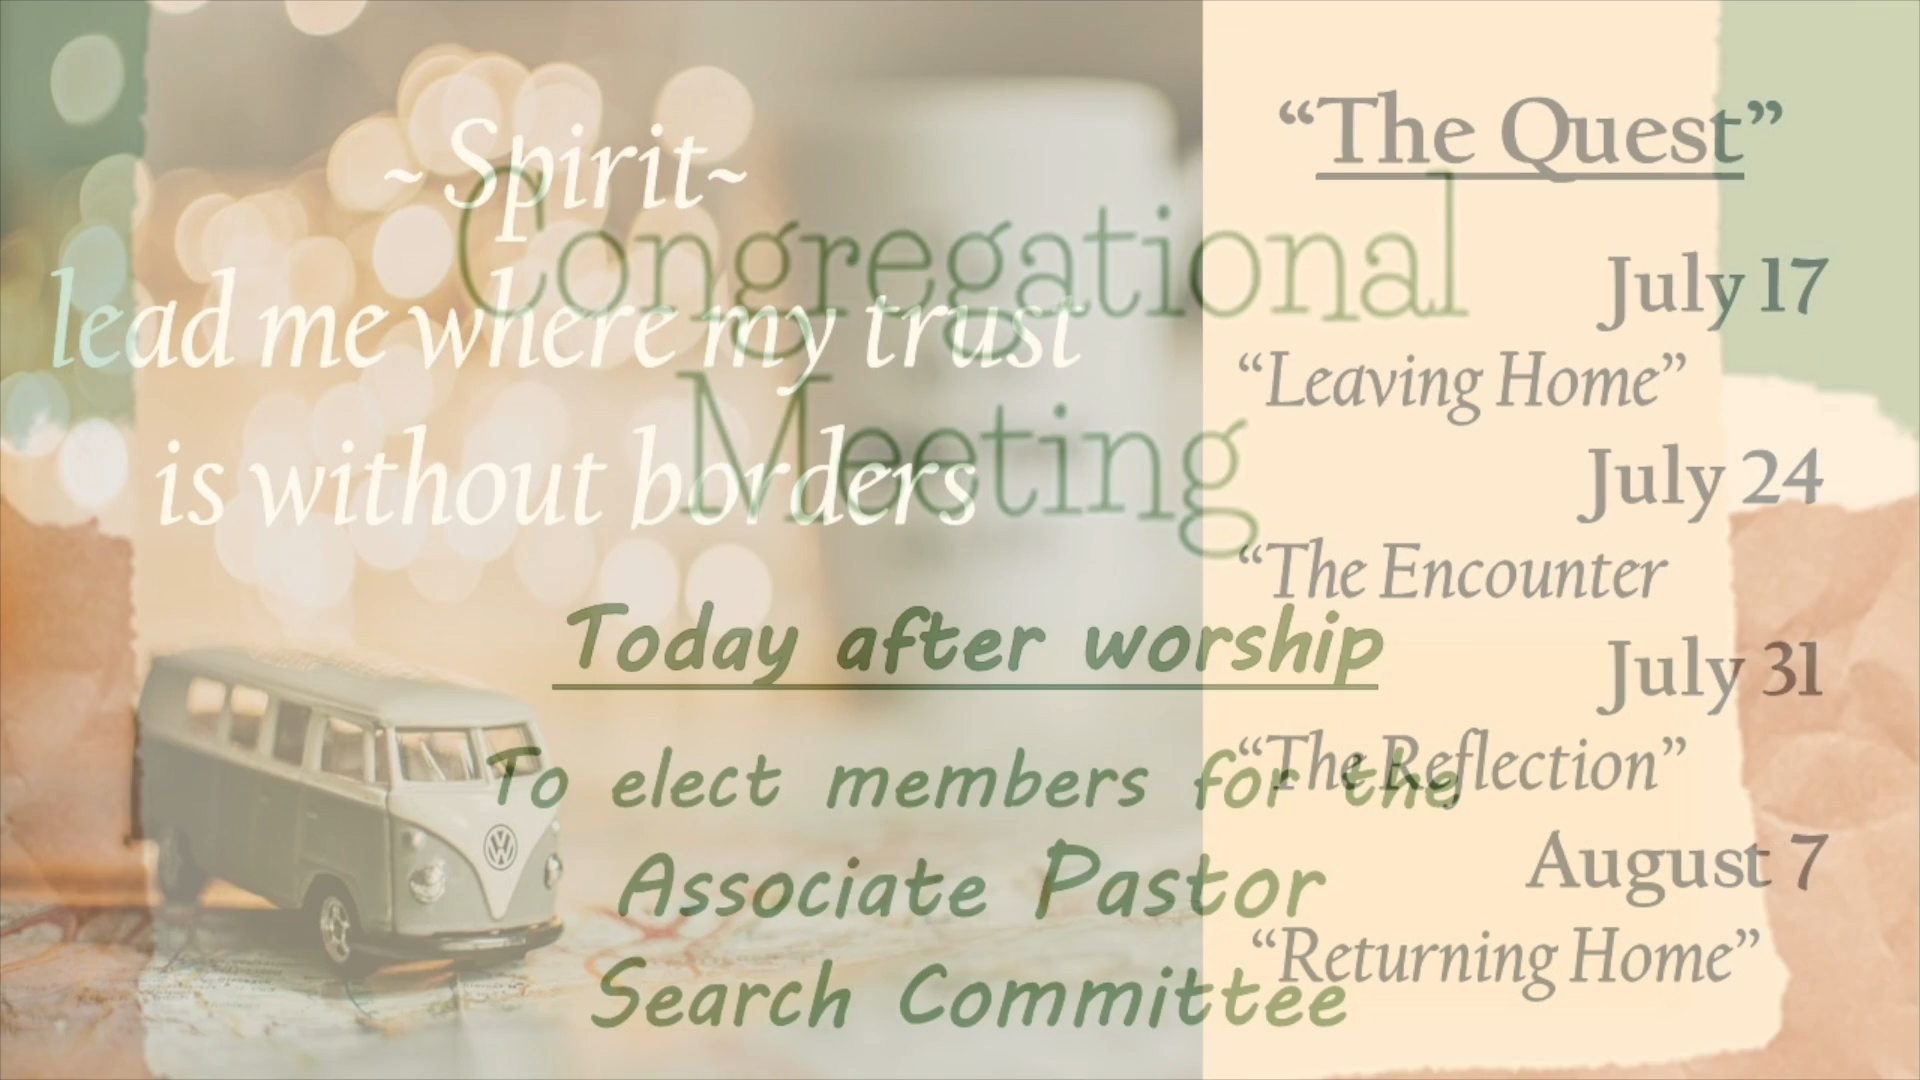 ~Spirit~
lead me where my trust
is without borders
Congregational
Meeting
Today after worship
To elect members for the
Associate Pastor
Search Committee
“The Quest”
July 17
“Leaving Home”
July 24
“The Encounter
July 31
“The Reflection”
August 7
“Returning Home”